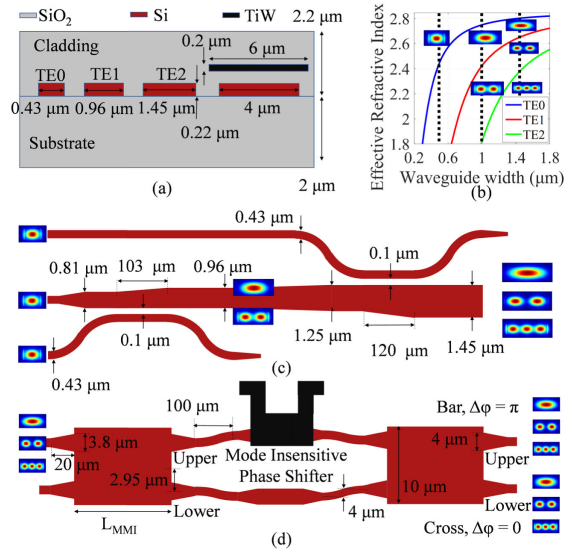 SiO₂ Si TiW
2.2 μm
Cladding
0.2 μm
6 μm
TE0 TE1 TE2
0.43 μm 0.96 μm 1.45 μm
4 μm
0.22 μm
Substrate
(a)
2 μm
Effective Refractive Index
2.8
2.6
2.4
2.2
2
1.8
TE0
TE1
TE2
0.2 0.6 1 1.4 1.8
Waveguide width (μm)
(b)
0.43 μm
0.1 μm
0.81 μm
103 μm
0.96 μm
0.1 μm
1.25 μm
120 μm
1.45 μm
0.43 μm
(c)
100 μm
Bar, Δφ = π
3.8 μm
Upper
Mode Insensitive
Phase Shifter
4 μm
Upper
20 μm
2.95 μm
10 μm
Lower
4 μm
Lower
L_MMI
Cross, Δφ = 0
(d)